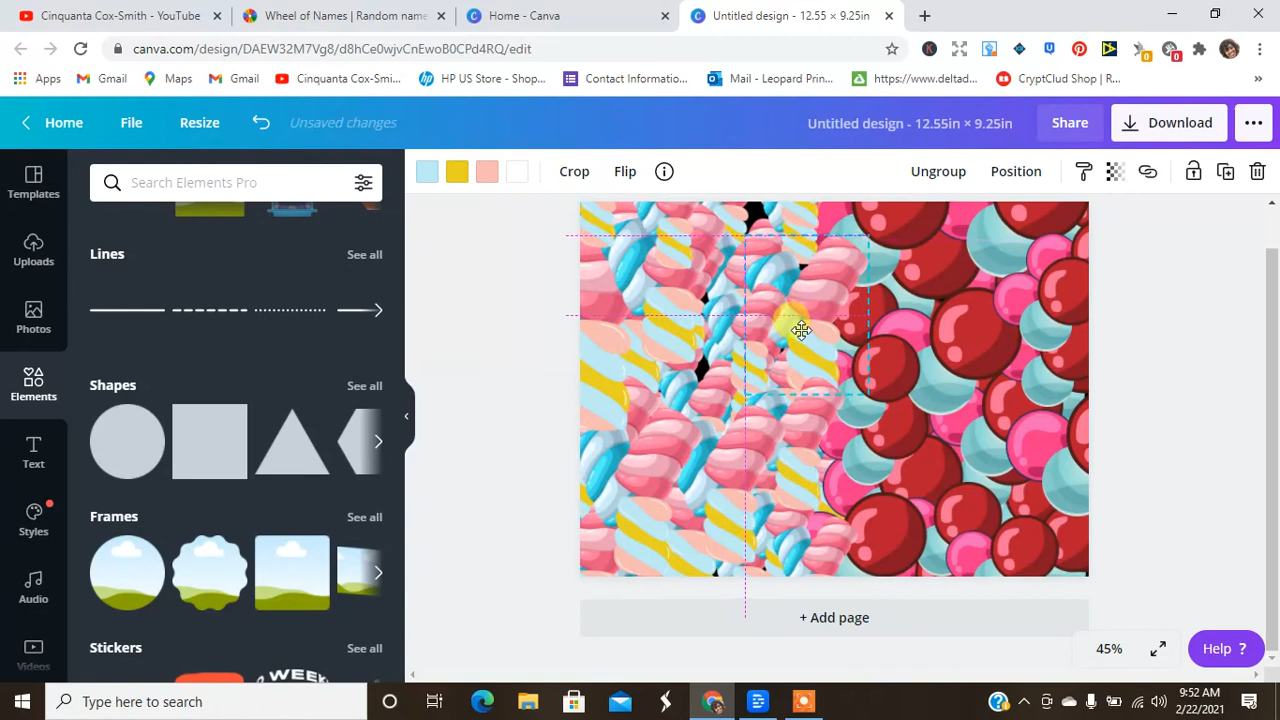 Cinquanta Cox-Smith - YouTube
Wheel of Names | Random name
Home - Canva
Untitled design - 12.55 × 9.25in
canva.com/design/DAEW32M7Vg8/d8hCe0wjvCnEwoB0CPd4RQ/edit
Apps
Gmail
Maps
Gmail
Cinquanta Cox-Smi...
HP US Store - Shop...
Contact Informatio...
Mail - Leopard Prin...
https://www.deltad...
CryptClud Shop | R...
Home
File
Resize
Unsaved changes
Untitled design - 12.55in × 9.25in
Share
Download
Templates
Uploads
Photos
Elements
Text
Styles
Audio
Videos
Search Elements Pro
Lines
See all
Shapes
See all
Frames
See all
Stickers
See all
WEEK
Crop
Flip
Ungroup
Position
+ Add page
45%
Help ?
Type here to search
9:52 AM
2/22/2021